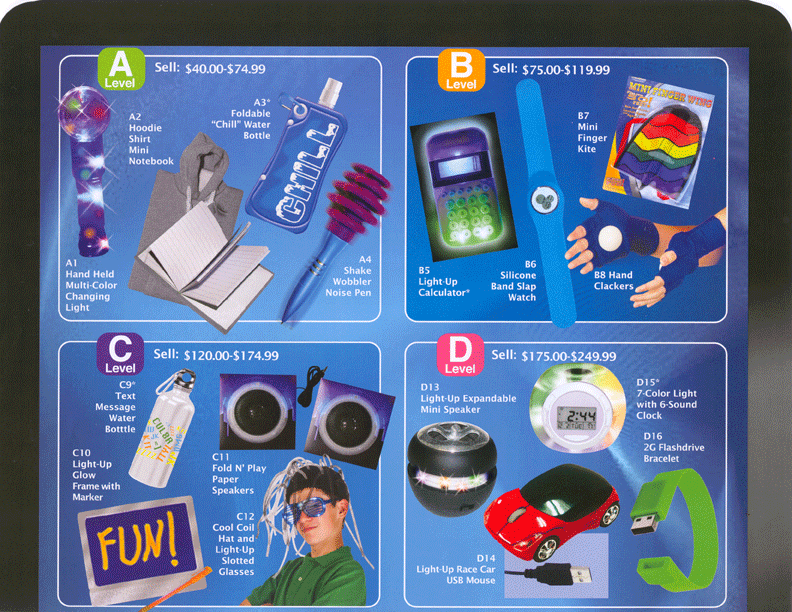 A
Level
Sell: $40.00-$74.99
A1
Hand Held
Multi-Color
Changing
Light
A2
Hoodie
Shirt
Mini
Notebook
A3*
Foldable
"Chill" Water
Bottle
CHILL
A4
Shake
Wobbler
Noise Pen
B
Level
Sell: $75.00-$119.99
B5
Light-Up
Calculator*
B6
Silicone
Band Slap
Watch
B7
Mini
Finger
Kite
MINI FINGER WING
B8 Hand
Clackers
C
Level
Sell: $120.00-$174.99
C9*
Text
Message
Water
Botttle
C10
Light-Up
Glow
Frame with
Marker
FUN!
C11
Fold N' Play
Paper
Speakers
C12
Cool Coil
Hat and
Light-Up
Slotted
Glasses
D
Level
Sell: $175.00-$249.99
D13
Light-Up Expandable
Mini Speaker
D15*
7-Color Light
with 6-Sound
Clock
2:44
D16
2G Flashdrive
Bracelet
D14
Light-Up Race Car
USB Mouse